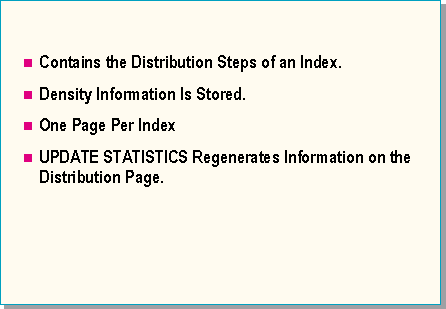 Contains the Distribution Steps of an Index.
Density Information Is Stored.
One Page Per Index
UPDATE STATISTICS Regenerates Information on the
Distribution Page.